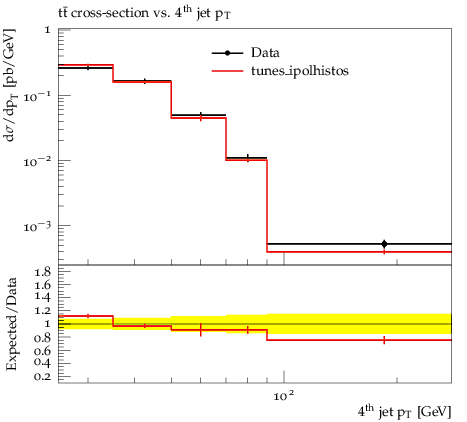 tt̄ cross-section vs. 4th jet pT
dσ/dpT [pb/GeV]
1
10−1
10−2
10−3
Data
tunes_ipolhistos
Expected/Data
1.8
1.6
1.4
1.2
1
0.8
0.6
0.4
0.2
10²
4th jet pT [GeV]